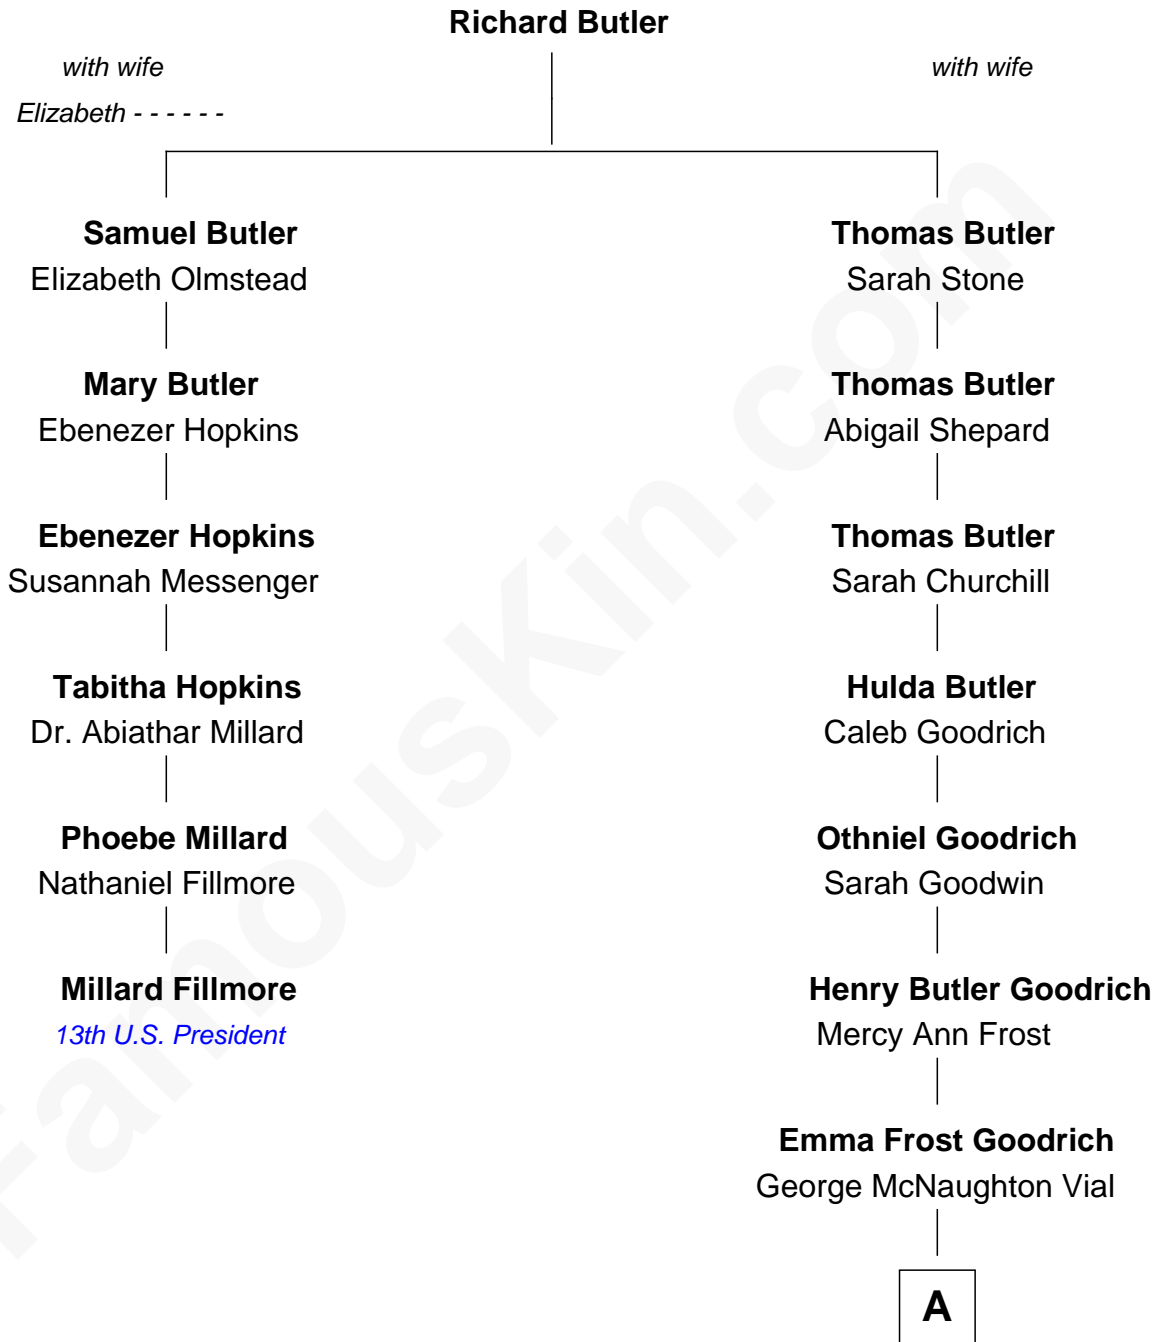 Richard Butler
with wife
with wife
Elizabeth - - - - - -
Samuel Butler
Elizabeth Olmstead
Thomas Butler
Sarah Stone
Mary Butler
Ebenezer Hopkins
Thomas Butler
Abigail Shepard
Ebenezer Hopkins
Susannah Messenger
Thomas Butler
Sarah Churchill
Tabitha Hopkins
Dr. Abiathar Millard
Hulda Butler
Caleb Goodrich
Phoebe Millard
Nathaniel Fillmore
Othniel Goodrich
Sarah Goodwin
Millard Fillmore
13th U.S. President
Henry Butler Goodrich
Mercy Ann Frost
Emma Frost Goodrich
George McNaughton Vial
A
FamousKin.com